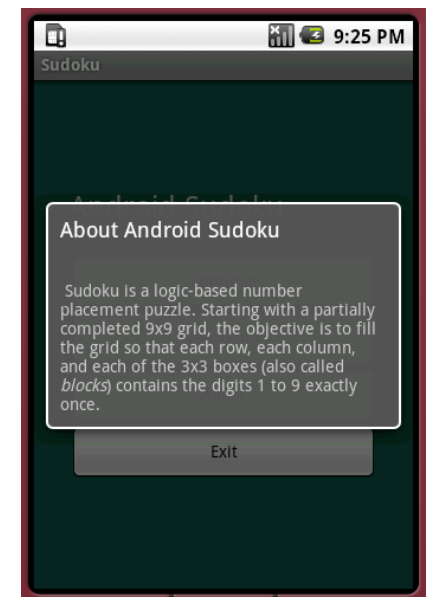 9:25 PM
Sudoku
Android Sudoku
About Android Sudoku
Sudoku is a logic-based number
placement puzzle. Starting with a partially
completed 9x9 grid, the objective is to fill
the grid so that each row, each column,
and each of the 3x3 boxes (also called
blocks) contains the digits 1 to 9 exactly
once.
Exit